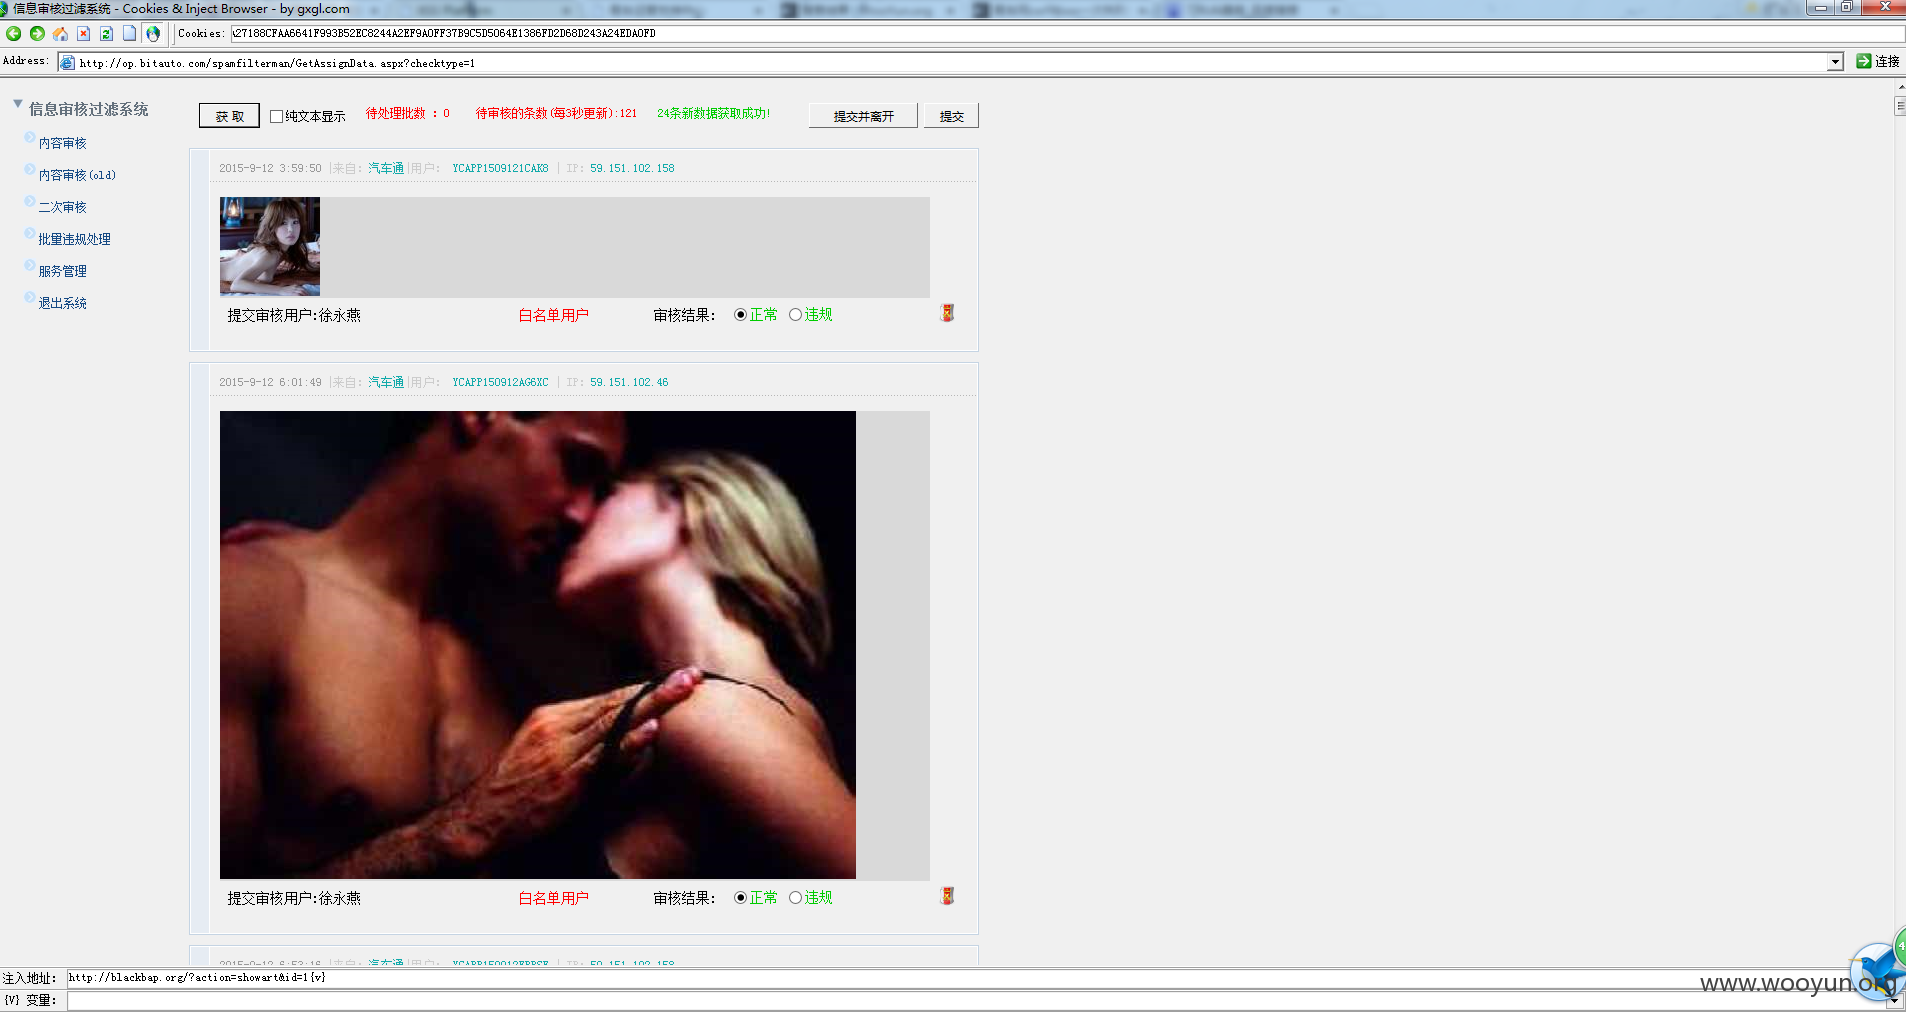 信息审核过滤系统 - Cookies & Inject Browser - by gxgl.com
Cookies: \27188CFAA6641F993B52EC8244A2EF9A0FF37B9C5D5064E1386FD2D68D243A24EDA0FD
Address: http://op.bitauto.com/spamfilterman/GetAssignData.aspx?checktype=1 连接
信息审核过滤系统
内容审核
内容审核(old)
二次审核
批量违规处理
服务管理
退出系统
获 取 纯文本显示 待处理批数 : 0 待审核的条数(每3秒更新):121 24条新数据获取成功! 提交并离开 提交
2015-9-12 3:59:50 |来自: 汽车通|用户: YCAPP1509121CAK8 | IP: 59.151.102.158
提交审核用户:徐永燕 白名单用户 审核结果: 正常 违规
2015-9-12 6:01:49 |来自: 汽车通|用户: YCAPP150912AG6XC | IP: 59.151.102.46
提交审核用户:徐永燕 白名单用户 审核结果: 正常 违规
注入地址: http://blackbap.org/?action=showart&id=1{v}
{V} 变量:
www.wooyun.org